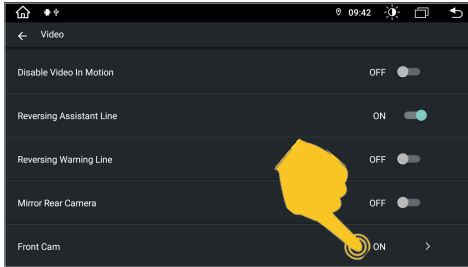 09:42
Video
Disable Video In Motion OFF
Reversing Assistant Line ON
Reversing Warning Line OFF
Mirror Rear Camera OFF
Front Cam ON